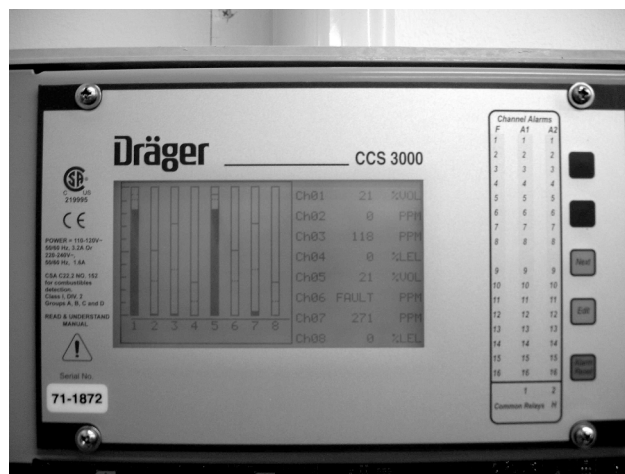 Dräger
CCS 3000
C US
219995
CE
POWER = 110-120V~
50/60 Hz, 3.2A Or
220-240V~,
50/60 Hz, 1.6A
CSA C22.2 NO. 152
for combustibles
detection.
Class I, DIV. 2
Groups A, B, C and D
READ & UNDERSTAND
MANUAL
Serial No.
71-1872
1 2 3 4 5 6 7 8
Ch01 21 %VOL
Ch02 0 PPM
Ch03 118 PPM
Ch04 0 %LEL
Ch05 21 %VOL
Ch06 FAULT PPM
Ch07 271 PPM
Ch08 0 %LEL
Channel Alarms
F A1 A2
1 1 1
2 2 2
3 3 3
4 4 4
5 5 5
6 6 6
7 7 7
8 8 8
9 9 9
10 10 10
11 11 11
12 12 12
13 13 13
14 14 14
15 15 15
16 16 16
1 2
Common Relays H
Next
Edit
Alarm
Reset